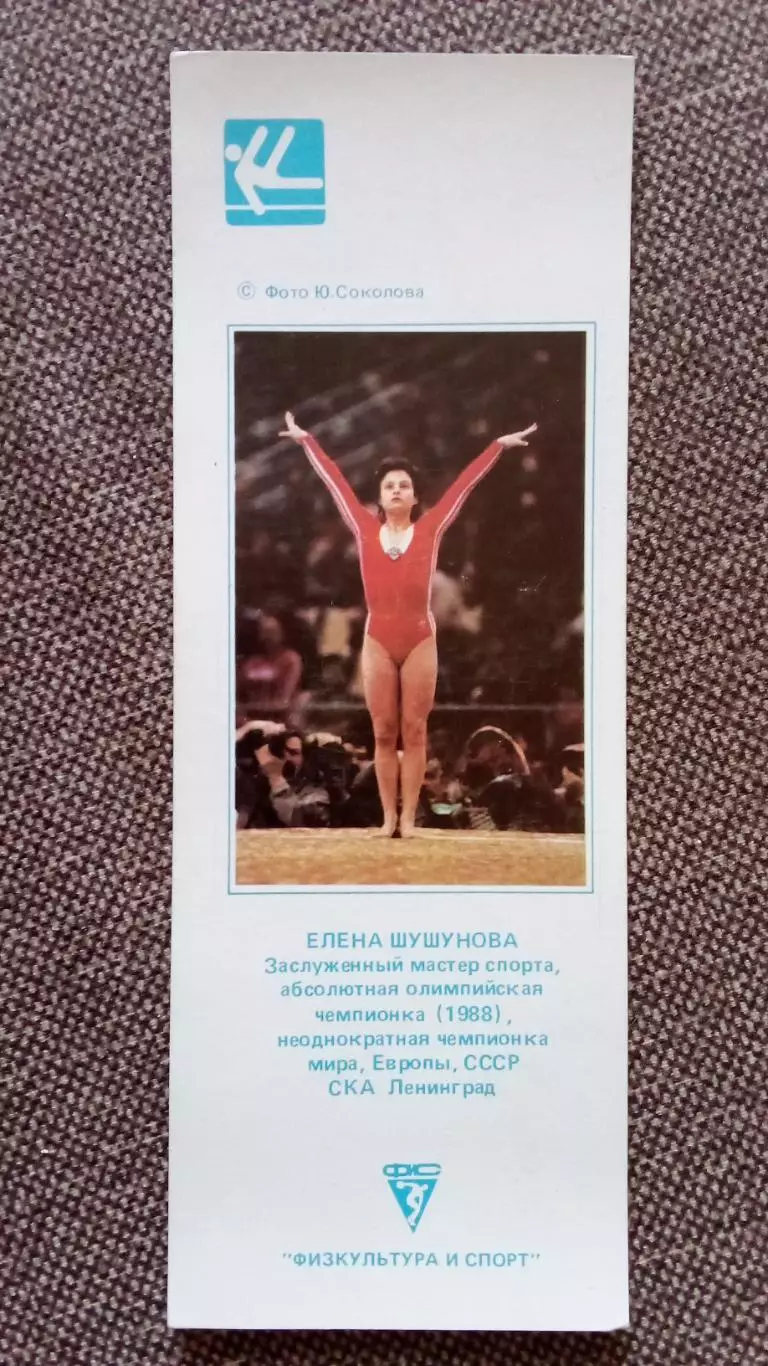 © Фото Ю.Соколова
ЕЛЕНА ШУШУНОВА
Заслуженный мастер спорта,
абсолютная олимпийская
чемпионка (1988),
неоднократная чемпионка
мира, Европы, СССР
СКА Ленинград
ФИС
"ФИЗКУЛЬТУРА И СПОРТ"